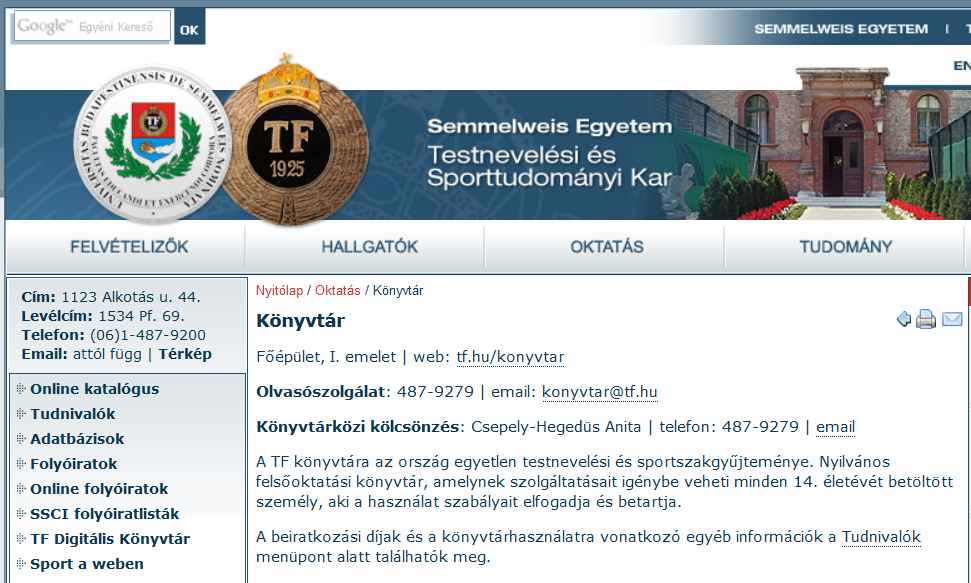 Google™ Egyéni Kereső
OK
SEMMELWEIS EGYETEM | T
EN
TF
TF
1925
Semmelweis Egyetem
Testnevelési és
Sporttudományi Kar
FELVÉTELIZŐK
HALLGATÓK
OKTATÁS
TUDOMÁNY
Cím: 1123 Alkotás u. 44.
Levélcím: 1534 Pf. 69.
Telefon: (06)1-487-9200
Email: attól függ | Térkép
Online katalógus
Tudnivalók
Adatbázisok
Folyóiratok
Online folyóiratok
SSCI folyóiratlisták
TF Digitális Könyvtár
Sport a weben
Nyitólap / Oktatás / Könyvtár
Könyvtár
Főépület, I. emelet | web: tf.hu/konyvtar
Olvasószolgálat: 487-9279 | email: konyvtar@tf.hu
Könyvtárközi kölcsönzés: Csepely-Hegedüs Anita | telefon: 487-9279 | email
A TF könyvtára az ország egyetlen testnevelési és sportszakgyűjteménye. Nyilvános
felsőoktatási könyvtár, amelynek szolgáltatásait igénybe veheti minden 14. életévét betöltött
személy, aki a használat szabályait elfogadja és betartja.
A beiratkozási díjak és a könyvtárhasználatra vonatkozó egyéb információk a Tudnivalók
menüpont alatt találhatók meg.